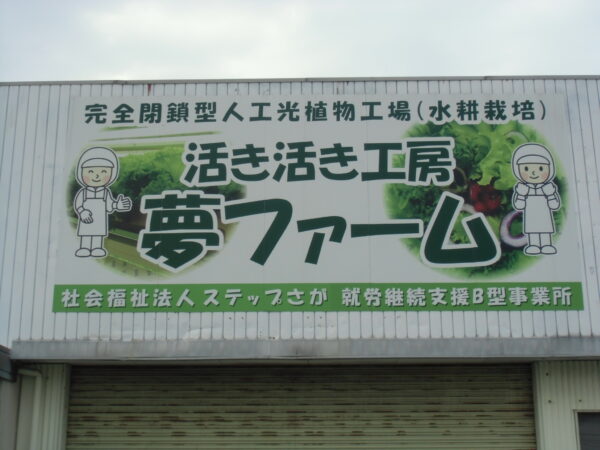 完全閉鎖型人工光植物工場(水耕栽培)
活き活き工房
夢ファーム
社会福祉法人 ステップさが 就労継続支援B型事業所